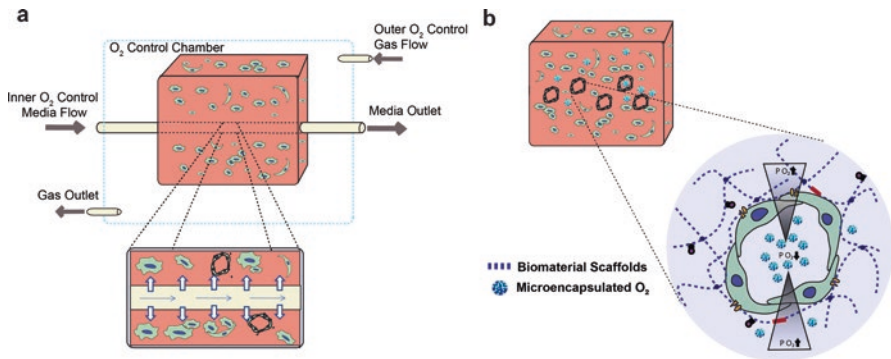 a
O₂ Control Chamber
Outer O₂ Control
Gas Flow
Inner O₂ Control
Media Flow
Media Outlet
Gas Outlet
b
PO₂
PO₂
PO₂
Biomaterial Scaffolds
Microencapsulated O₂